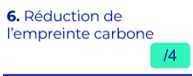 6. Réduction de
l'empreinte carbone
/4